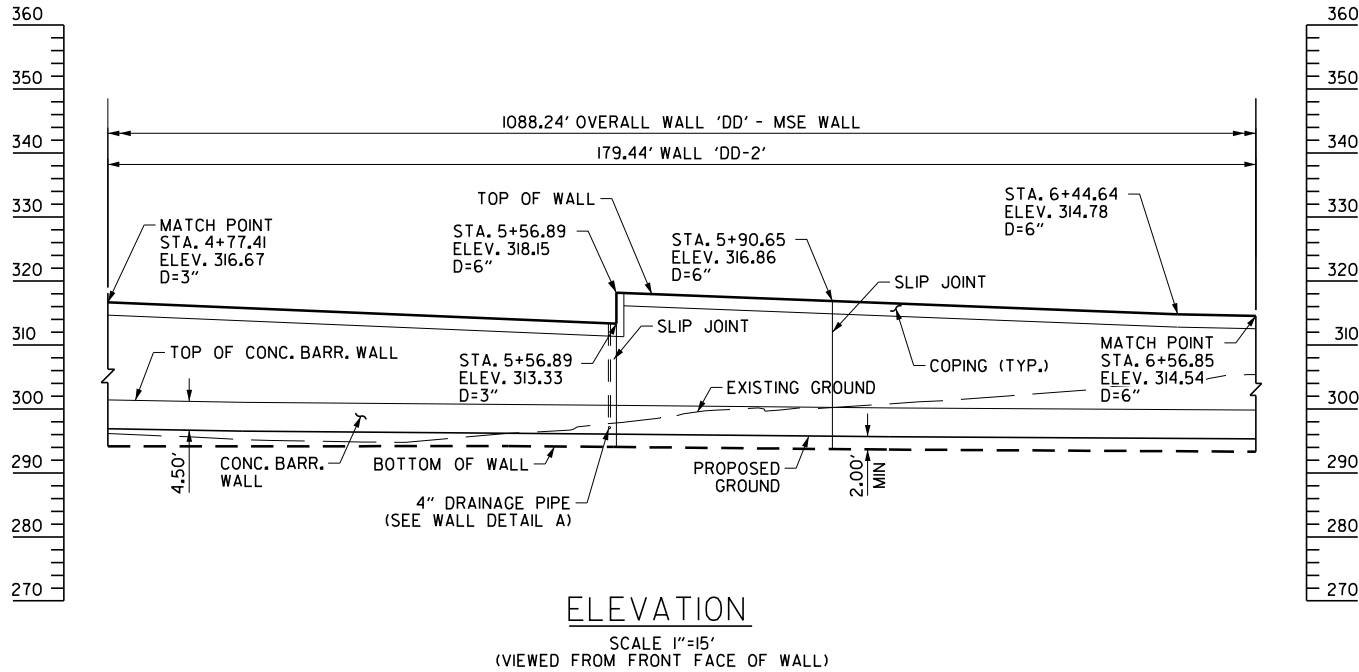 360
350
340
330
320
310
300
290
280
270
360
350
340
330
320
310
300
290
280
270
1088.24' OVERALL WALL 'DD' - MSE WALL
179.44' WALL 'DD-2'
MATCH POINT
STA. 4+77.41
ELEV. 316.67
D=3"
TOP OF WALL
STA. 5+56.89
ELEV. 318.15
D=6"
STA. 5+90.65
ELEV. 316.86
D=6"
STA. 6+44.64
ELEV. 314.78
D=6"
SLIP JOINT
SLIP JOINT
TOP OF CONC. BARR. WALL
STA. 5+56.89
ELEV. 313.33
D=3"
COPING (TYP.)
MATCH POINT
STA. 6+56.85
ELEV. 314.54
D=6"
EXISTING GROUND
4.50'
CONC. BARR.
WALL
BOTTOM OF WALL
4" DRAINAGE PIPE
(SEE WALL DETAIL A)
PROPOSED
GROUND
2.00'
MIN
ELEVATION
SCALE 1"=15'
(VIEWED FROM FRONT FACE OF WALL)